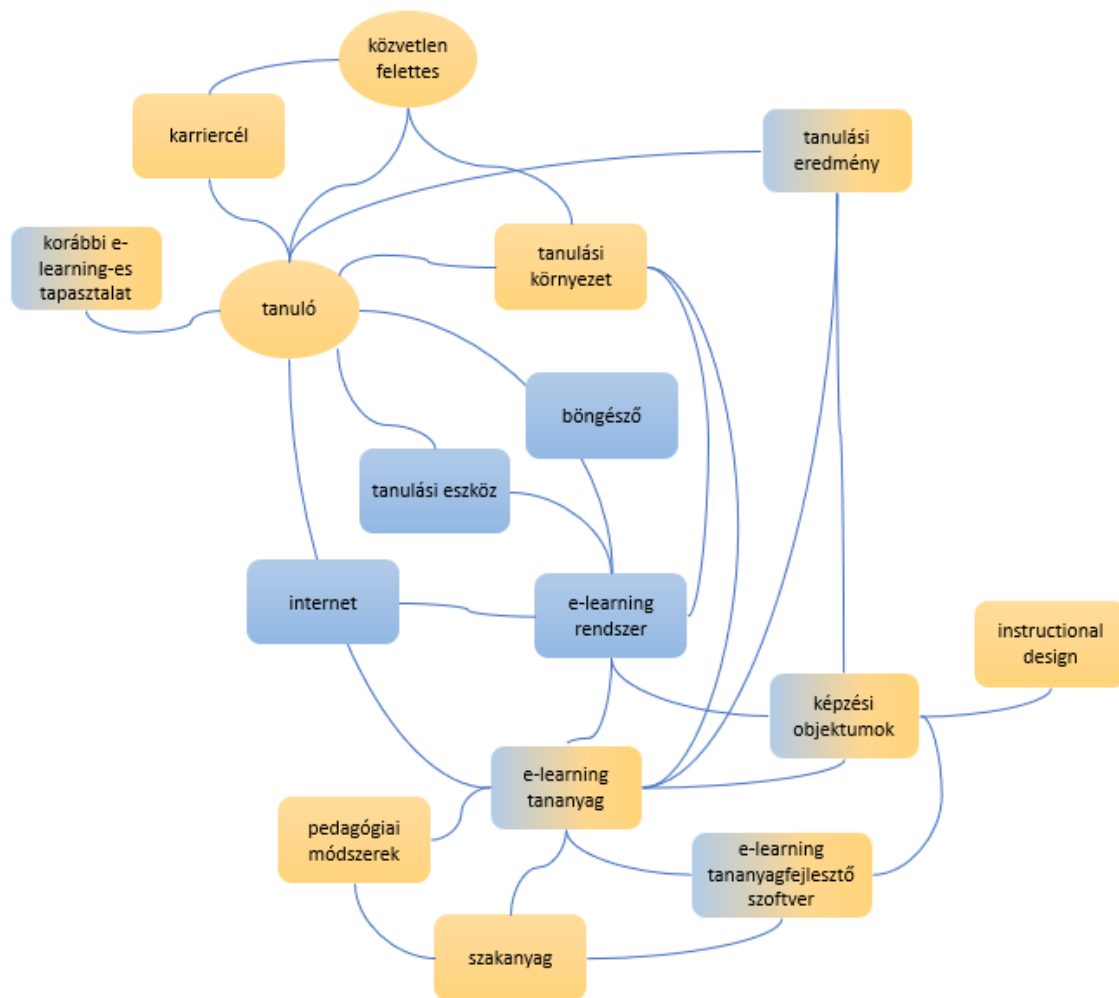 közvetlen
felettes
karriercél
tanulási
eredmény
korábbi e-
learning-es
tapasztalat
tanuló
tanulási
környezet
böngésző
tanulási eszköz
internet
e-learning
rendszer
instructional
design
képzési
objektumok
e-learning
tananyag
pedagógiai
módszerek
e-learning
tananyagfejlesztő
szoftver
szakanyag